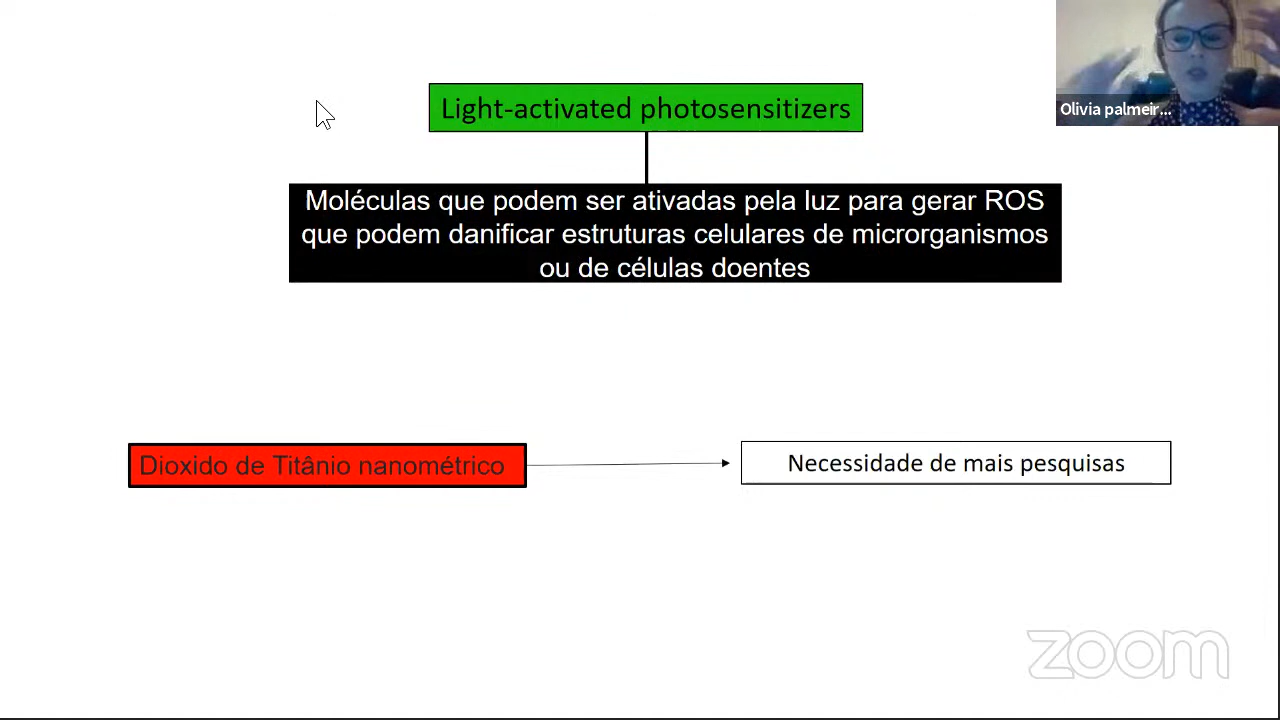 Light-activated photosensitizers
Olivia palmeir...
Moléculas que podem ser ativadas pela luz para gerar ROS
que podem danificar estruturas celulares de microrganismos
ou de células doentes
Dioxido de Titânio nanométrico
Necessidade de mais pesquisas
zoom